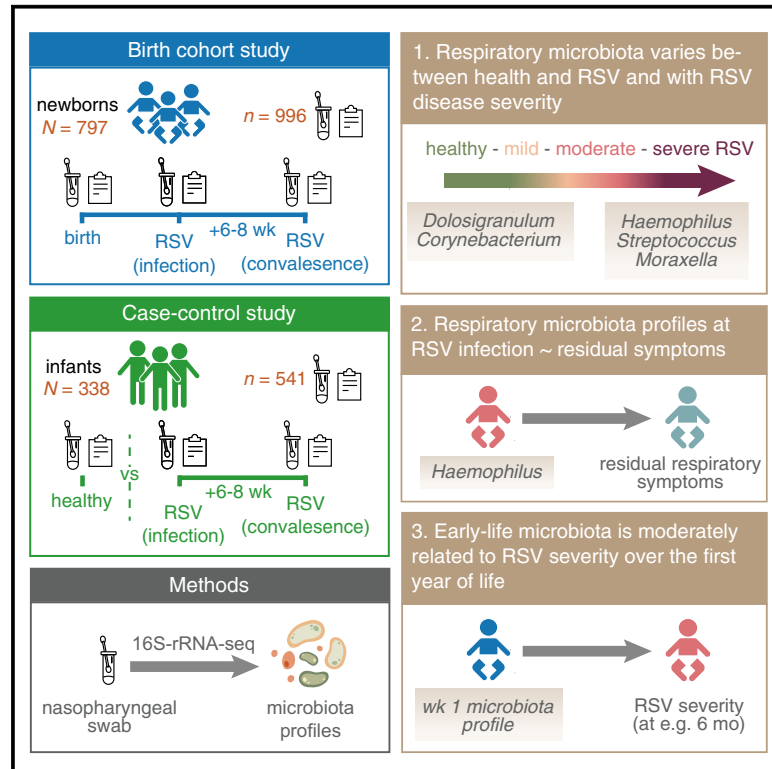 Birth cohort study
newborns
N = 797
n = 996
birth
RSV
(infection)
+6-8 wk
RSV
(convalesence)
Case-control study
infants
N = 338
n = 541
healthy
vs
RSV
(infection)
+6-8 wk
RSV
(convalesence)
Methods
16S-rRNA-seq
nasopharyngeal
swab
microbiota
profiles
1. Respiratory microbiota varies be-
tween health and RSV and with RSV
disease severity
healthy - mild - moderate - severe RSV
Dolosigranulum
Corynebacterium
Haemophilus
Streptococcus
Moraxella
2. Respiratory microbiota profiles at
RSV infection ~ residual symptoms
Haemophilus
residual respiratory
symptoms
3. Early-life microbiota is moderately
related to RSV severity over the first
year of life
wk 1 microbiota
profile
RSV severity
(at e.g. 6 mo)